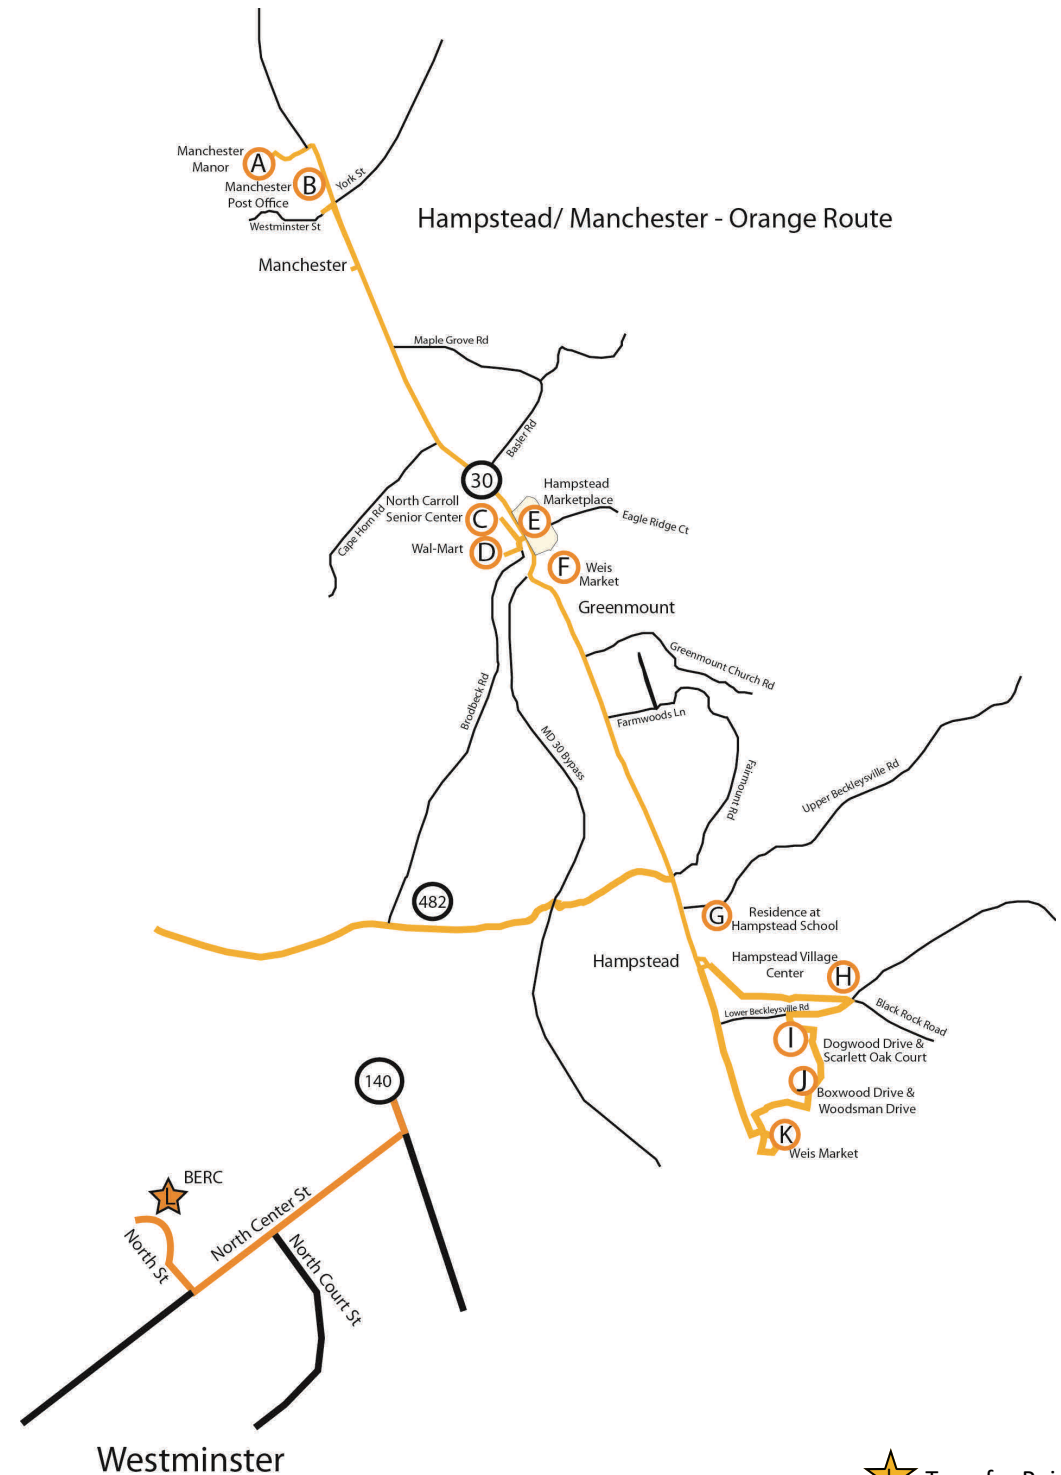 Manchester
Manor
A
Manchester
Post Office
B
York St
Westminster St
Hampstead/ Manchester - Orange Route
Manchester
Maple Grove Rd
Basler Rd
30
Cape Horn Rd
North Carroll
Senior Center
C
Hampstead
Marketplace
E
Eagle Ridge Ct
Wal-Mart
D
F
Weis
Market
Greenmount
Greenmount Church Rd
Brodbeck Rd
MD 30 Bypass
Farmwoods Ln
Fairmount Rd
Upper Beckleysville Rd
482
G
Residence at
Hampstead School
Hampstead
Hampstead Village
Center
H
Lower Beckleysville Rd
Black Rock Road
I
Dogwood Drive &
Scarlett Oak Court
J
Boxwood Drive &
Woodsman Drive
K
Weis Market
140
BERC
L
North St
North Center St
North Court St
Westminster